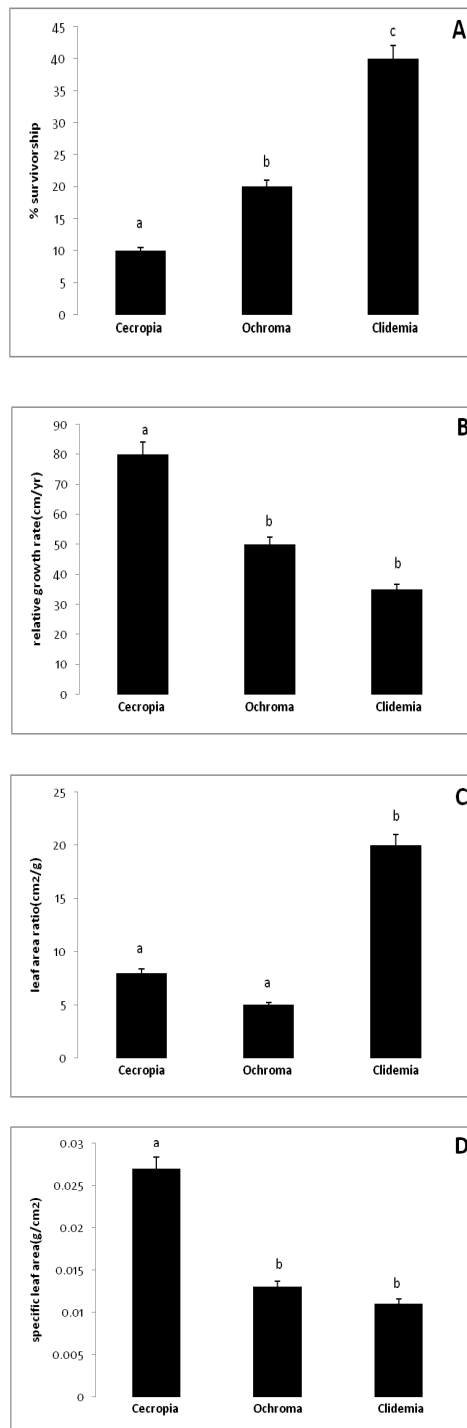 A
c
45
40
35
30
25
20
15
10
5
0
% survivorship
b
a
Cecropia Ochroma Clidemia
B
90
80
70
60
50
40
30
20
10
0
relative growth rate(cm/yr)
a
b
b
Cecropia Ochroma Clidemia
C
25
20
15
10
5
0
leaf area ratio(cm2/g)
b
a
a
Cecropia Ochroma Clidemia
D
0.03
0.025
0.02
0.015
0.01
0.005
0
specific leaf area(g/cm2)
a
b
b
Cecropia Ochroma Clidemia